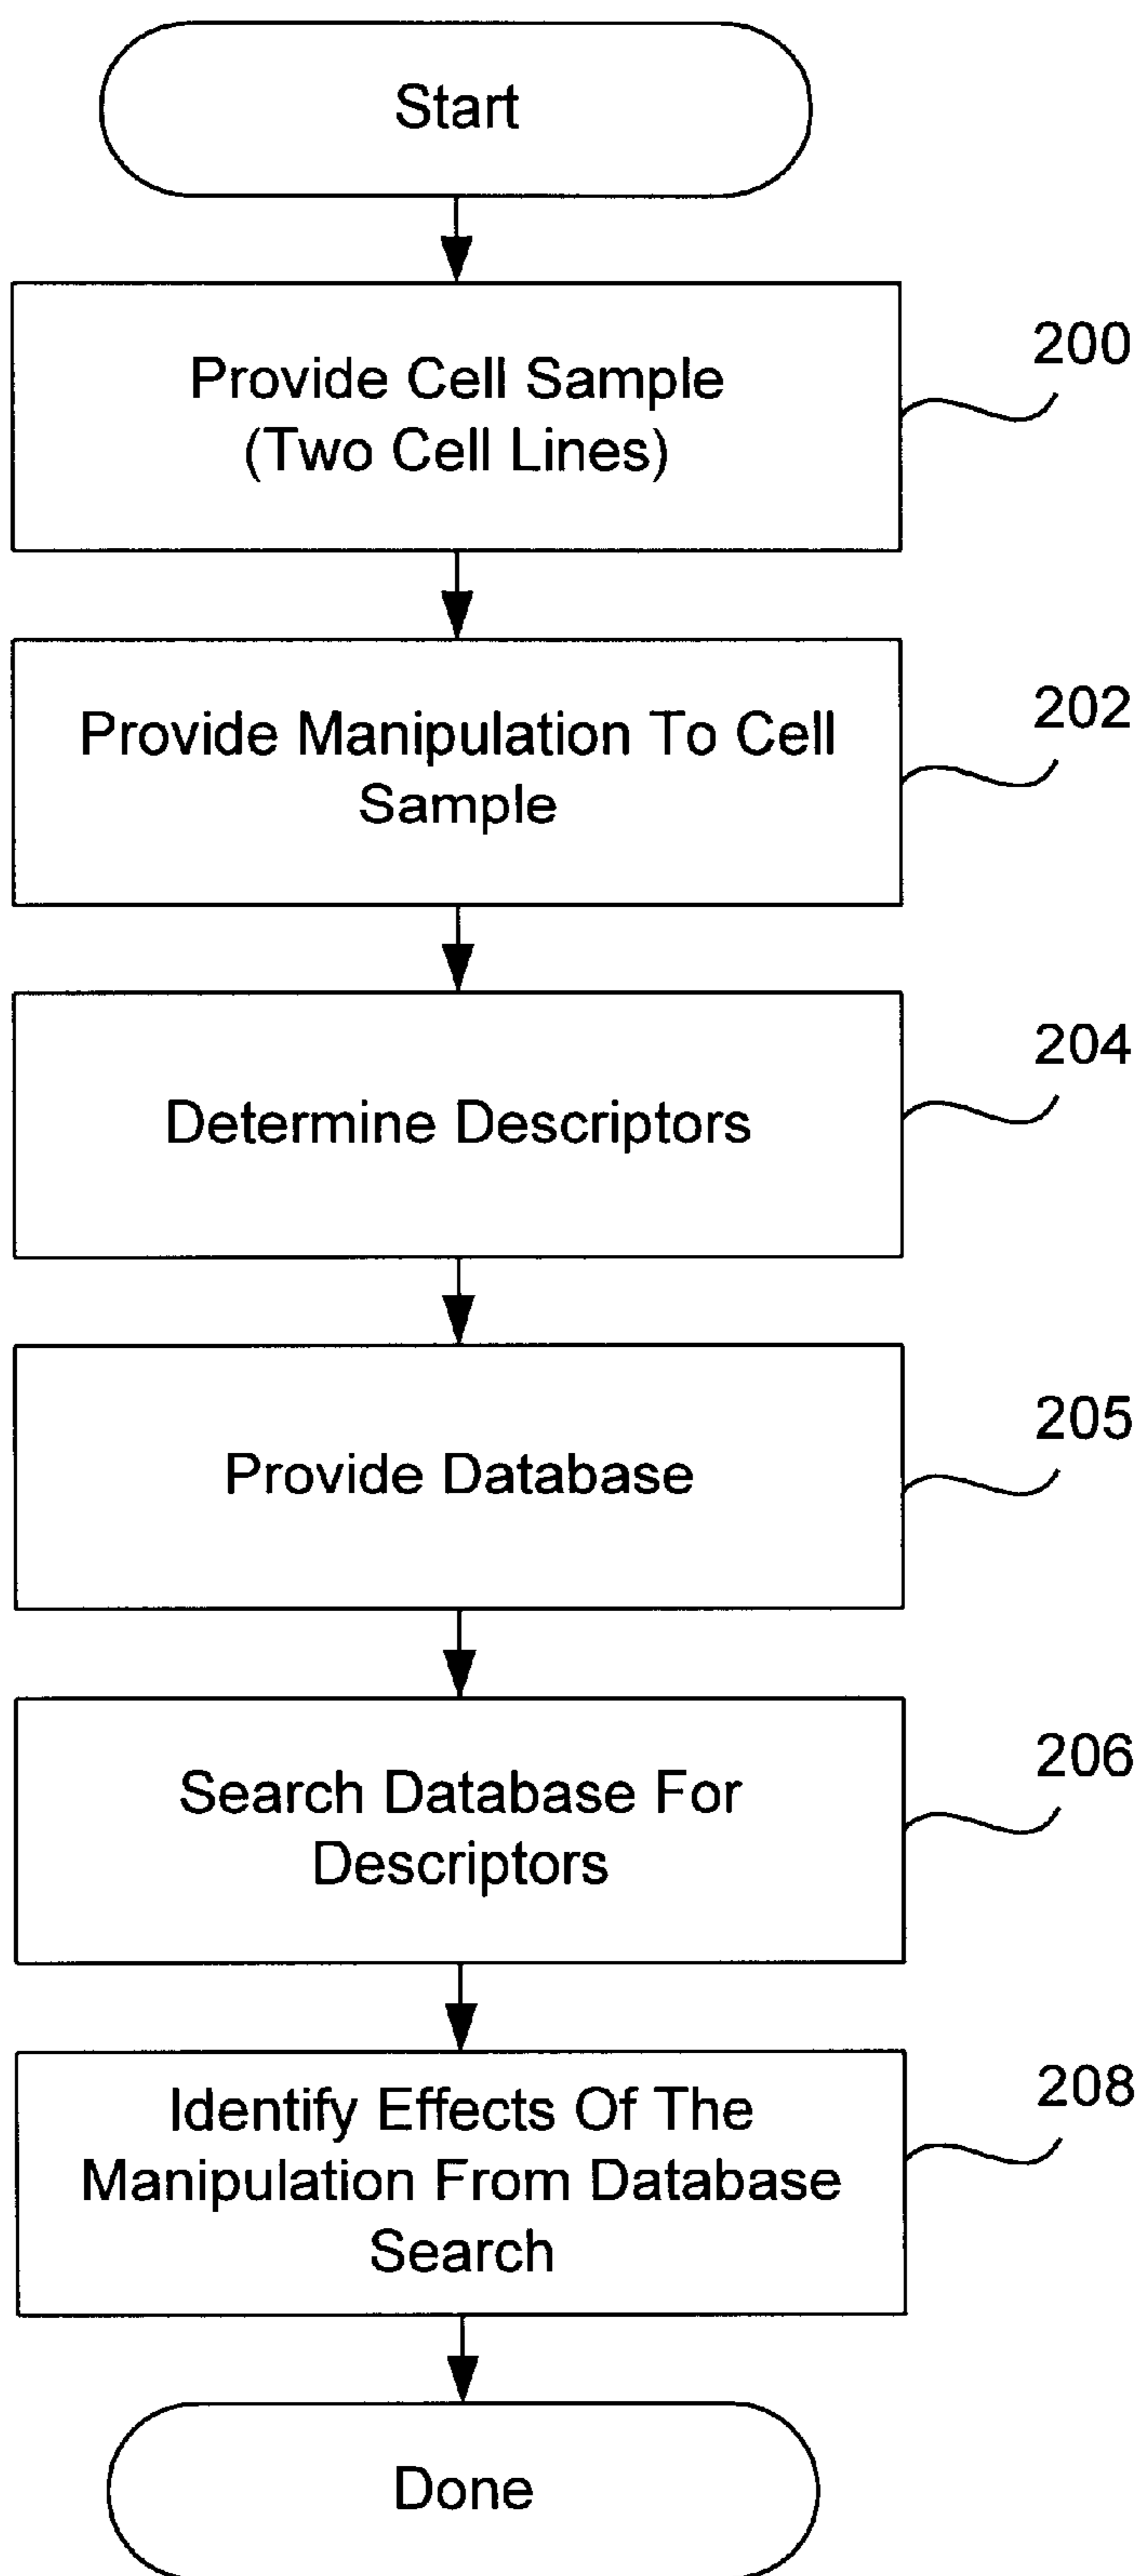 Start
Provide Cell Sample
(Two Cell Lines)
200
Provide Manipulation To Cell
Sample
202
Determine Descriptors
204
Provide Database
205
Search Database For
Descriptors
206
Identify Effects Of The
Manipulation From Database
Search
208
Done